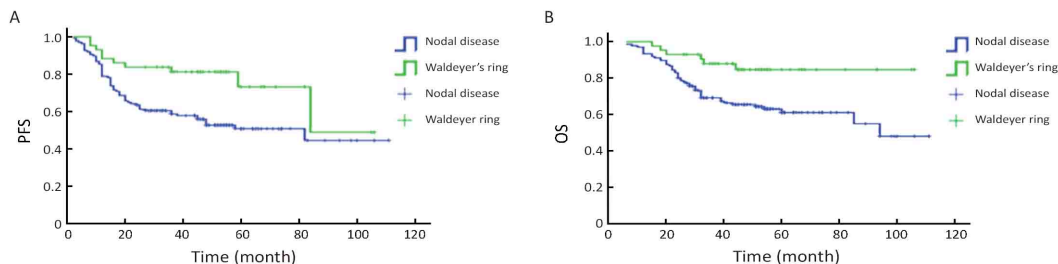 A
1.0
0.8
0.6
0.4
0.2
0
PFS
0 20 40 60 80 100 120
Time (month)
Nodal disease
Waldeyer's ring
Nodal disease
Waldeyer ring
B
1.0
0.8
0.6
0.4
0.2
0
OS
0 20 40 60 80 100 120
Time (month)
Nodal disease
Waldeyer's ring
Nodal disease
Waldeyer ring